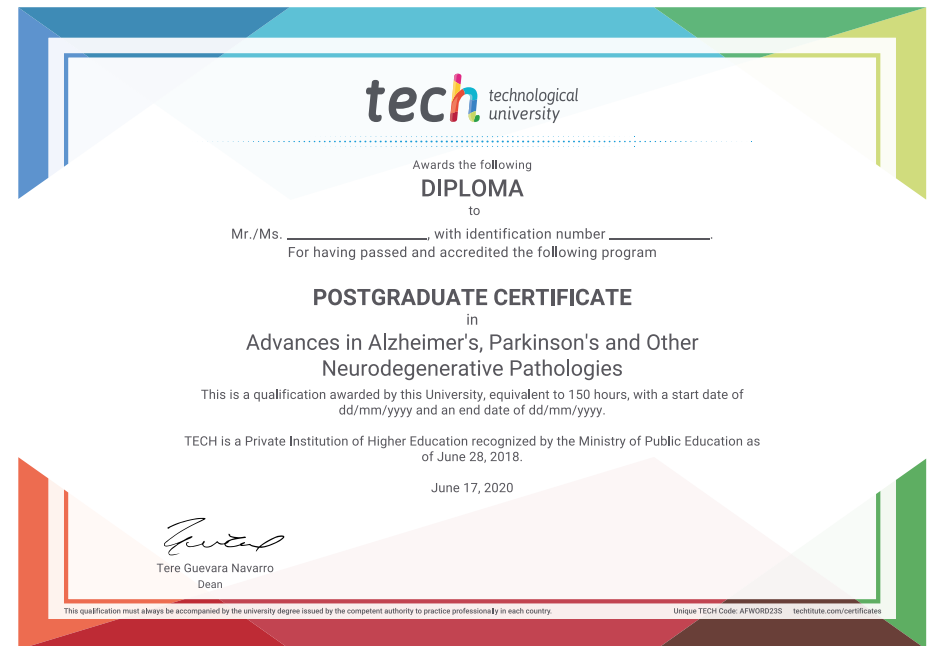 tech technological
university
Awards the following
DIPLOMA
to
Mr./Ms. ____________________, with identification number ______________.
For having passed and accredited the following program
POSTGRADUATE CERTIFICATE
in
Advances in Alzheimer's, Parkinson's and Other
Neurodegenerative Pathologies
This is a qualification awarded by this University, equivalent to 150 hours, with a start date of
dd/mm/yyyy and an end date of dd/mm/yyyy.
TECH is a Private Institution of Higher Education recognized by the Ministry of Public Education as
of June 28, 2018.
June 17, 2020
Tere Guevara Navarro
Dean
This qualification must always be accompanied by the university degree issued by the competent authority to practice professionally in each country. Unique TECH Code: AFWORD23S techtitute.com/certificates